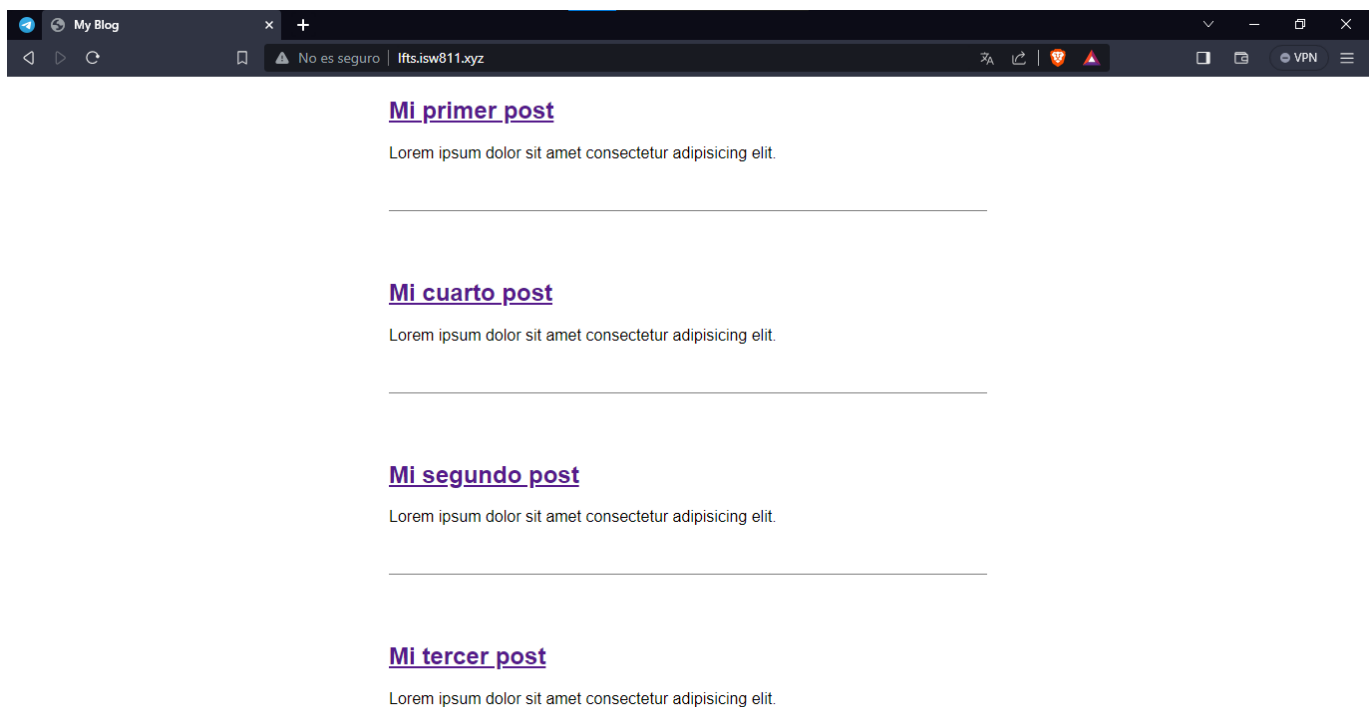 My Blog
No es seguro lfts.isw811.xyz
VPN
Mi primer post
Lorem ipsum dolor sit amet consectetur adipisicing elit.
Mi cuarto post
Lorem ipsum dolor sit amet consectetur adipisicing elit.
Mi segundo post
Lorem ipsum dolor sit amet consectetur adipisicing elit.
Mi tercer post
Lorem ipsum dolor sit amet consectetur adipisicing elit.